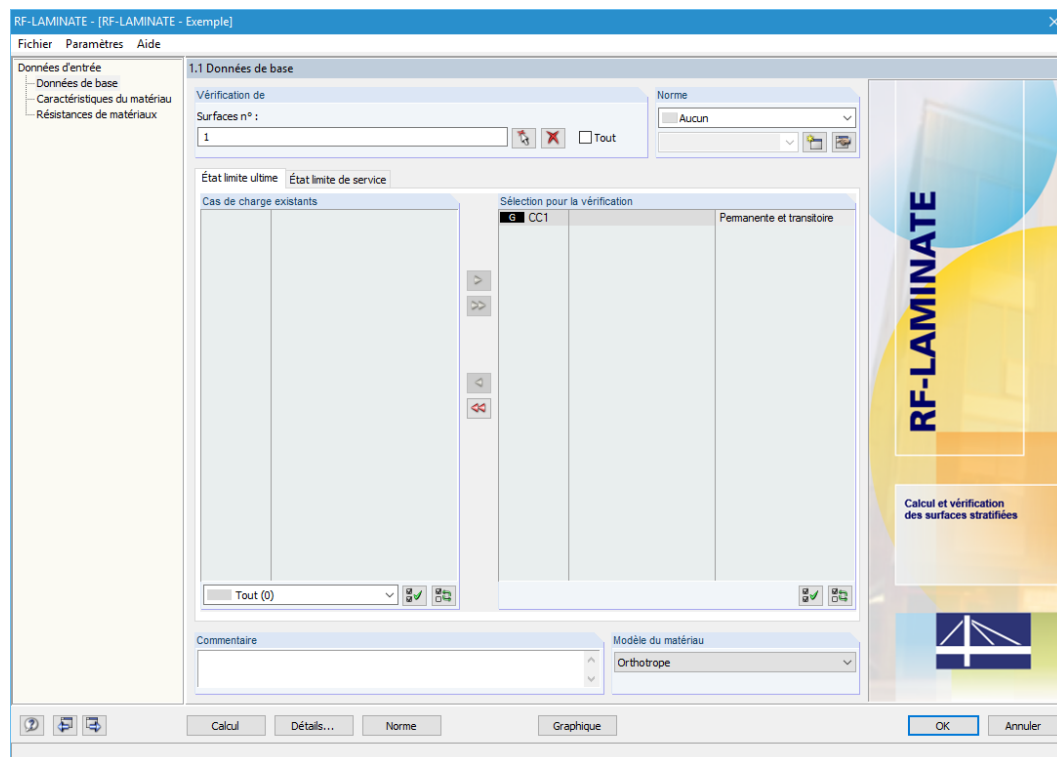 RF-LAMINATE - [RF-LAMINATE - Exemple]
Fichier Paramètres Aide
Données d'entrée
Données de base
Caractéristiques du matériau
Résistances de matériaux
1.1 Données de base
Vérification de
Surfaces n° :
1
Tout
Norme
Aucun
État limite ultime
État limite de service
Cas de charge existants
Sélection pour la vérification
G CC1 Permanente et transitoire
Tout (0)
Commentaire
Modèle du matériau
Orthotrope
RF-LAMINATE
Calcul et vérification
des surfaces stratifiées
Calcul
Détails...
Norme
Graphique
OK
Annuler